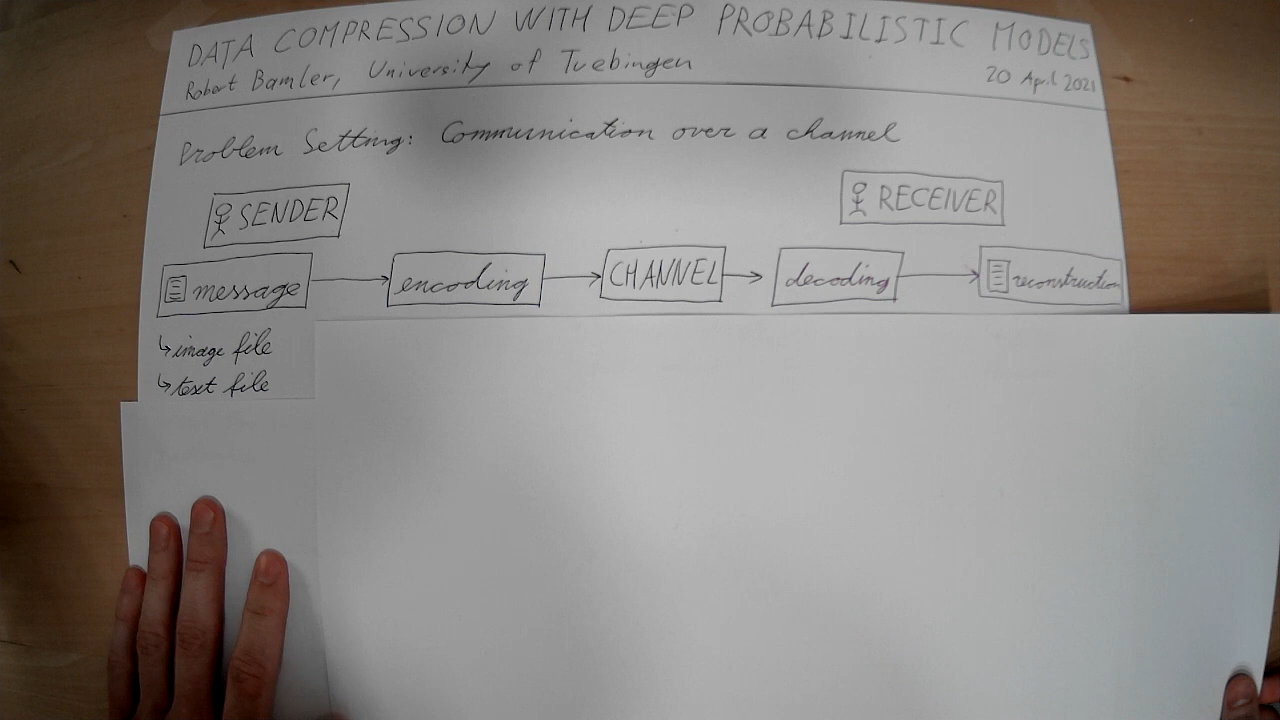 DATA COMPRESSION WITH DEEP PROBABILISTIC MODELS
Robert Bamler, University of Tuebingen
20 April 2021
Problem Setting: Communication over a channel
SENDER
RECEIVER
message
encoding
CHANNEL
decoding
reconstruction
↳ image file
↳ text file